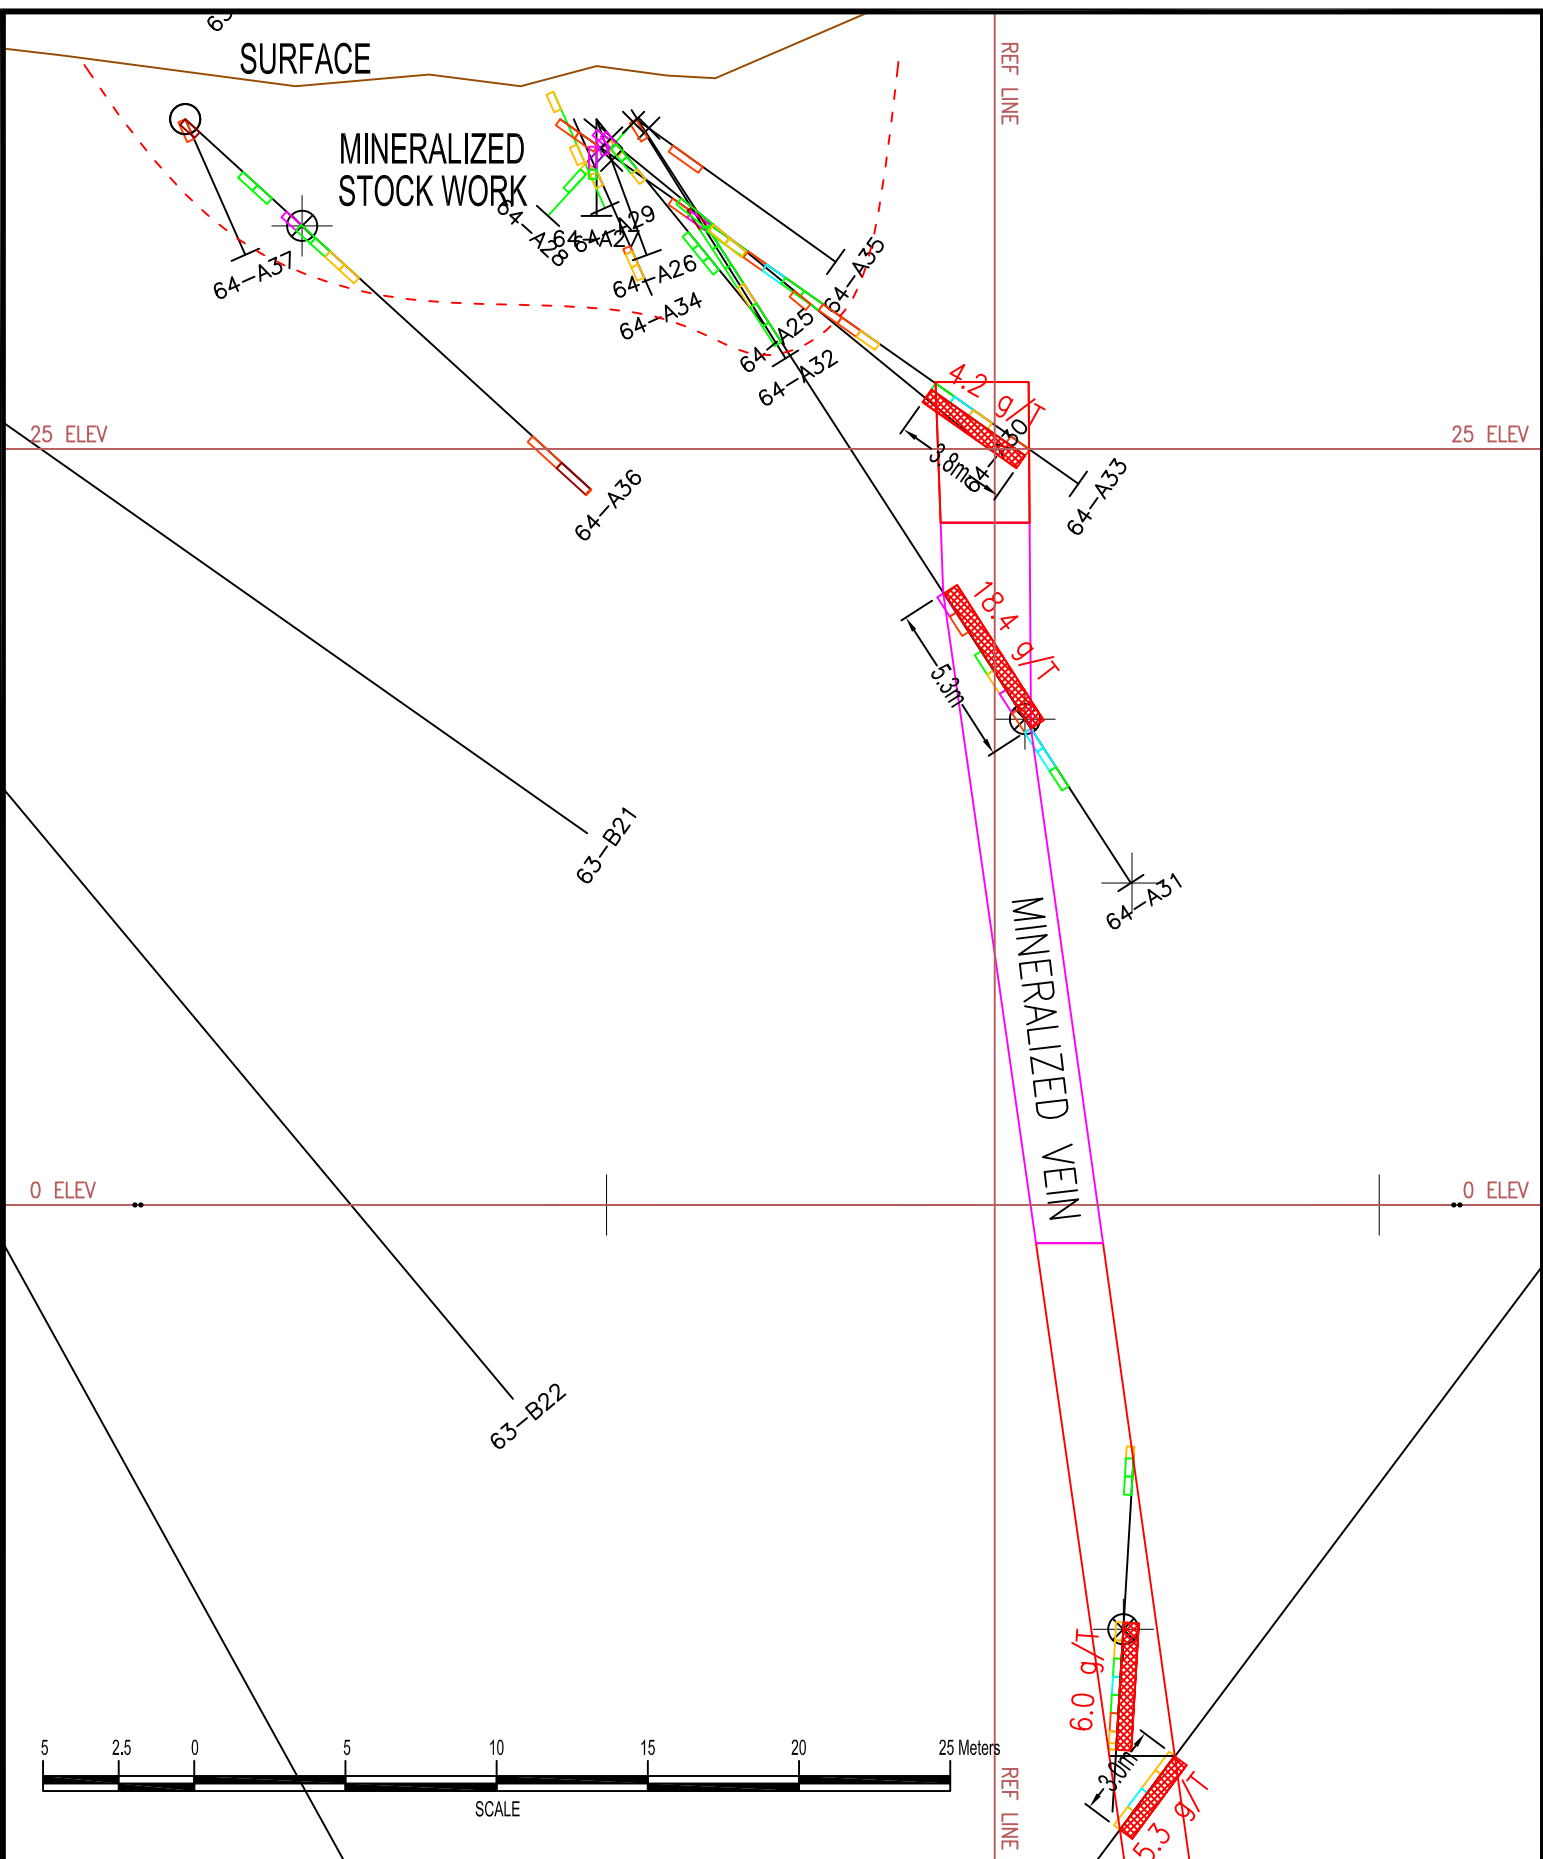 SURFACE
REF LINE
MINERALIZED
STOCK WORK
64-A28
64-A27
64-A29
64-A37
64-A26
64-A34
64-A35
64-A25
64-A32
4.2 g/T
25 ELEV
25 ELEV
3.8m
64-A33
64-A36
18.4 g/T
5.3m
63-B21
64-A31
MINERALIZED VEIN
0 ELEV
0 ELEV
63-B22
6.0 g/T
5 2.5 0 5 10 15 20 25 Meters
SCALE
3.0m
REF LINE
5.3 g/T